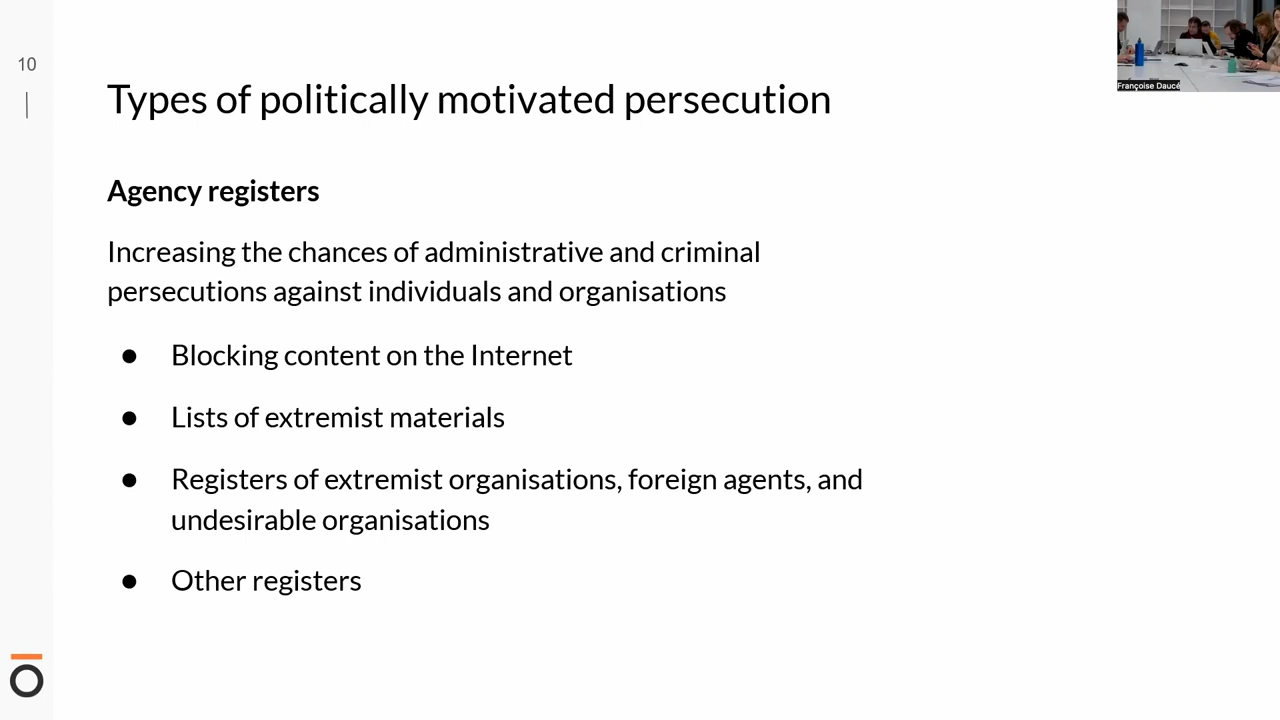 10
Types of politically motivated persecution
Agency registers
Increasing the chances of administrative and criminal
persecutions against individuals and organisations
● Blocking content on the Internet
● Lists of extremist materials
● Registers of extremist organisations, foreign agents, and
undesirable organisations
● Other registers
Françoise Daucé